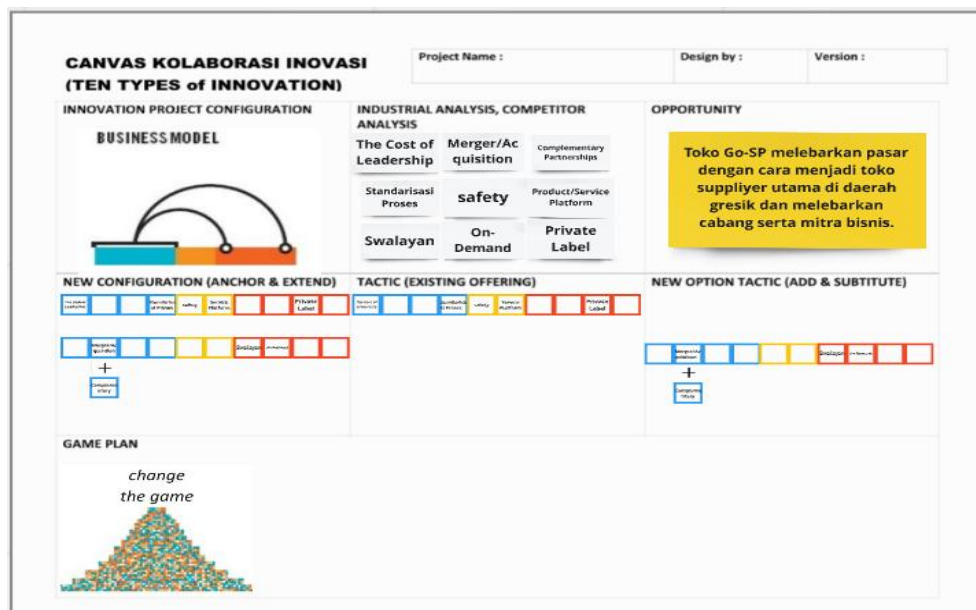 CANVAS KOLABORASI INOVASI
(TEN TYPES of INNOVATION)
Project Name :
Design by :
Version :
INNOVATION PROJECT CONFIGURATION
BUSINESS MODEL
INDUSTRIAL ANALYSIS, COMPETITOR
ANALYSIS
The Cost of
Leadership
Merger/Ac
quisition
Complementary
Partnerships
Standarisasi
Proses
safety
Product/Service
Platform
Swalayan
On-
Demand
Private
Label
OPPORTUNITY
Toko Go-SP melebarkan pasar
dengan cara menjadi toko
suppliyer utama di daerah
gresik dan melebarkan
cabang serta mitra bisnis.
NEW CONFIGURATION (ANCHOR & EXTEND)
safety
Private
Label
Swalayan
+
TACTIC (EXISTING OFFERING)
safety
Private
Label
NEW OPTION TACTIC (ADD & SUBTITUTE)
Swalayan
+
GAME PLAN
change
the game